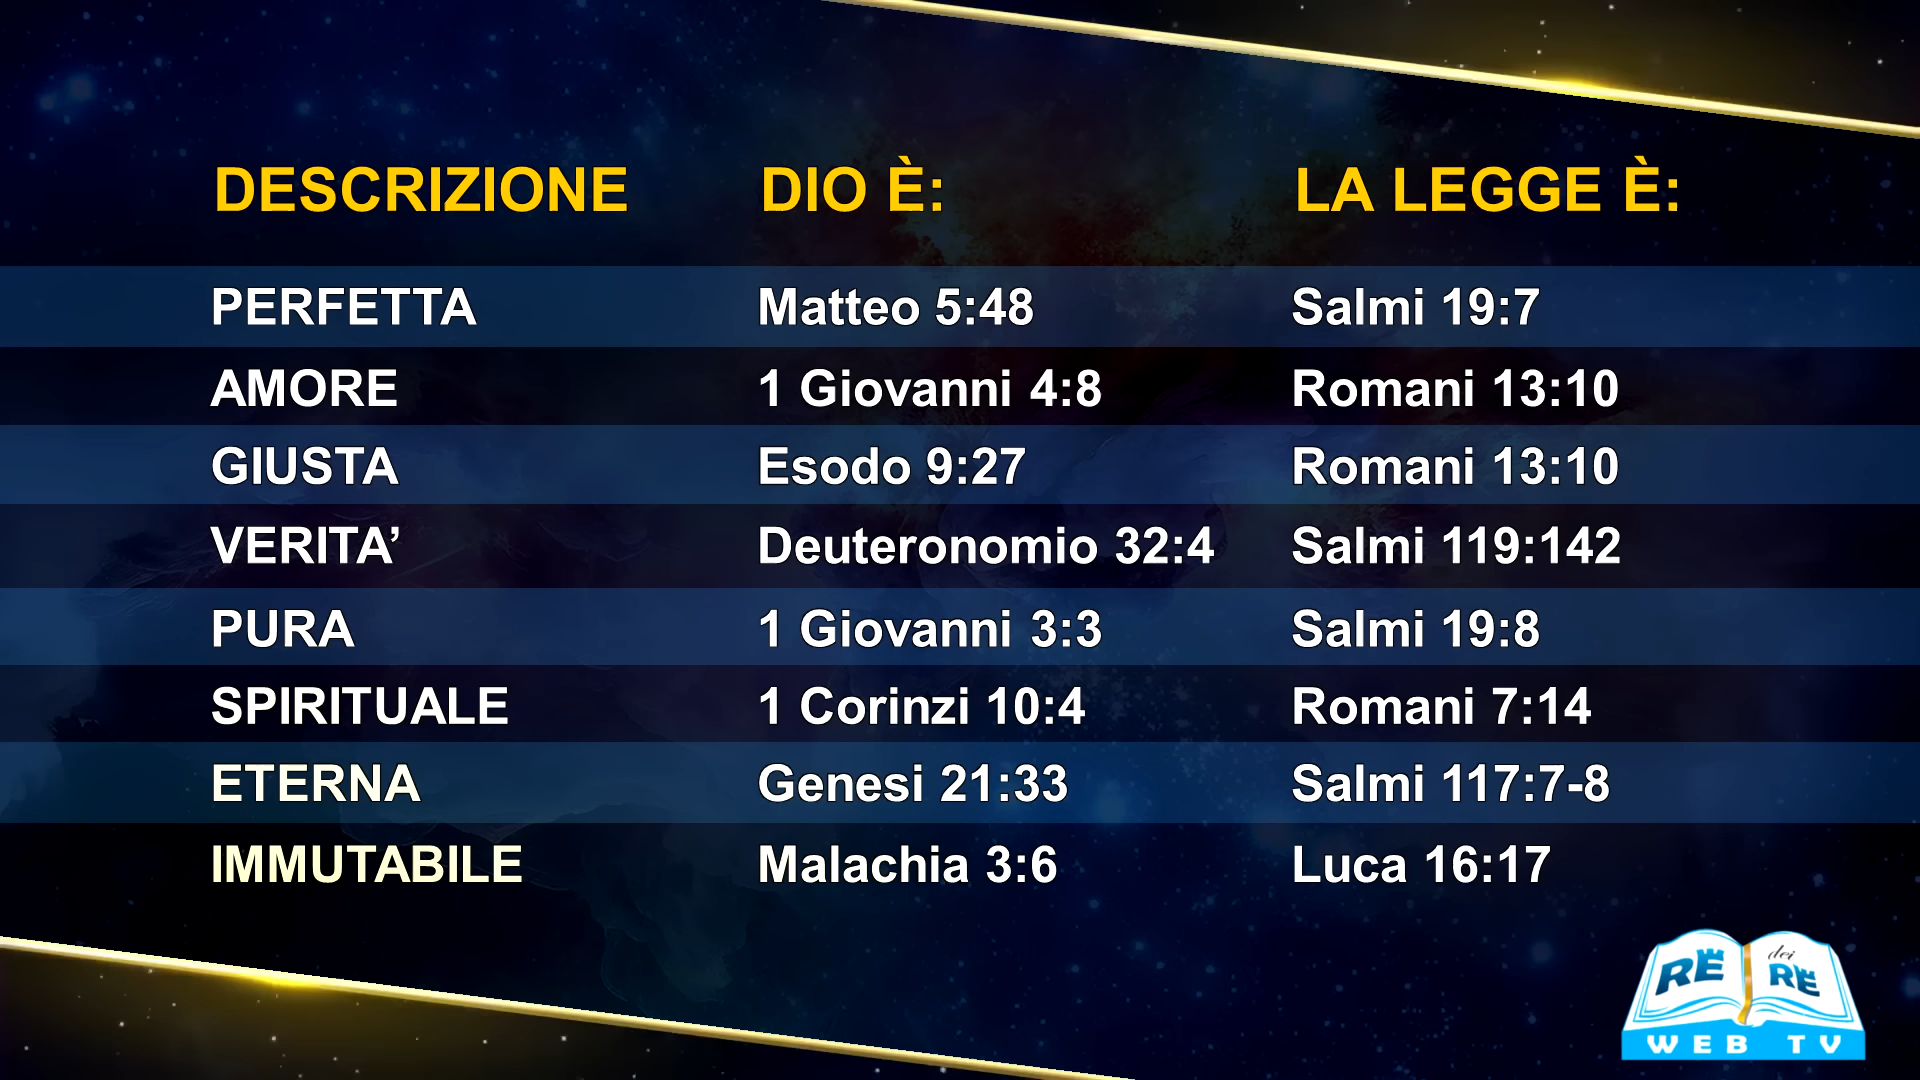 DESCRIZIONE DIO È: LA LEGGE È:
PERFETTA Matteo 5:48 Salmi 19:7
AMORE 1 Giovanni 4:8 Romani 13:10
GIUSTA Esodo 9:27 Romani 13:10
VERITA’ Deuteronomio 32:4 Salmi 119:142
PURA 1 Giovanni 3:3 Salmi 19:8
SPIRITUALE 1 Corinzi 10:4 Romani 7:14
ETERNA Genesi 21:33 Salmi 117:7-8
IMMUTABILE Malachia 3:6 Luca 16:17
RE dei RE
WEB TV